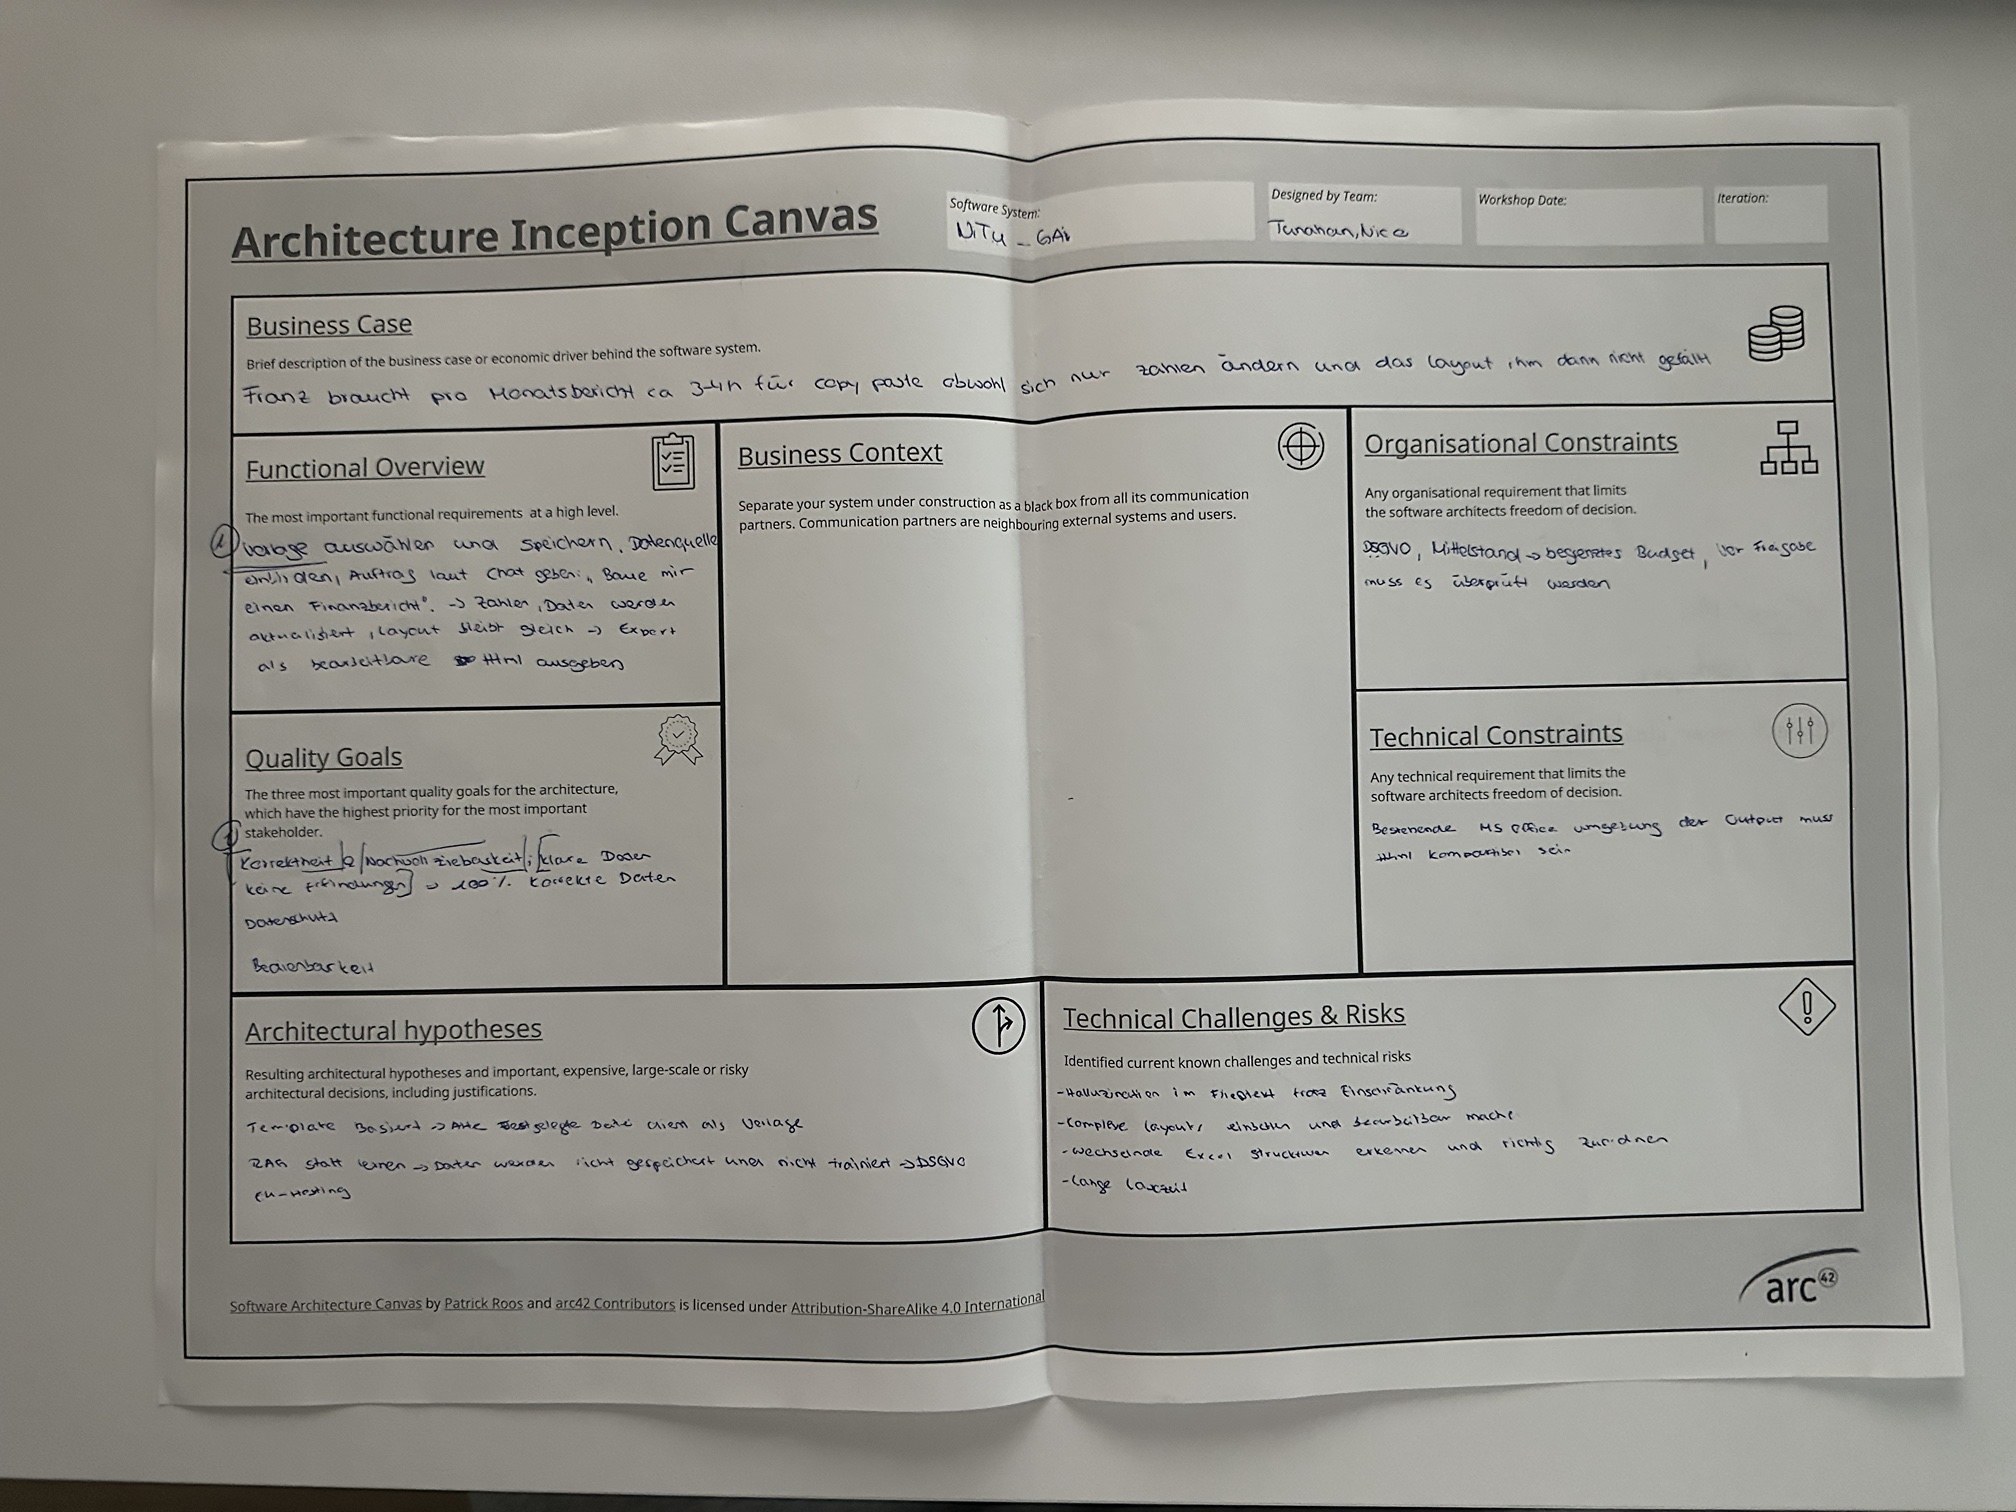 Architecture Inception Canvas
Software System:
NiTu_GAi
Designed by Team:
Tunahan, Nico
Workshop Date:
Iteration:
Business Case
Brief description of the business case or economic driver behind the software system.
Franz braucht pro Monatsbericht ca 3-4h für copy paste obwohl sich nur zahlen ändern und das layout ihm dann nicht gefällt
Functional Overview
The most important functional requirements at a high level.
Vorlage auswählen und speichern, Datenquelle
einbinden, Auftrag laut Chat geben: „Baue mir
einen Finanzbericht". -> Zahlen, Daten werden
aktualisiert, Layout bleibt gleich -> Export
als bearbeitbare Html ausgeben
Quality Goals
The three most important quality goals for the architecture,
which have the highest priority for the most important
stakeholder.
Korrektheit & Nachvollziehbarkeit; klare Daten
keine Erfindungen -> 100% korrekte Daten
Datenschutz
Bedienbarkeit
Business Context
Separate your system under construction as a black box from all its communication
partners. Communication partners are neighbouring external systems and users.
Organisational Constraints
Any organisational requirement that limits
the software architects freedom of decision.
DSGVO, Mittelstand -> begrenztes Budget, Vor Freigabe
muss es überprüft werden
Technical Constraints
Any technical requirement that limits the
software architects freedom of decision.
Bestehende MS Office umgebung der Output muss
Html kompatibel sein
Architectural hypotheses
Resulting architectural hypotheses and important, expensive, large-scale or risky
architectural decisions, including justifications.
Template Basiert -> Alte festgelegte Datei dient als Vorlage
RAG statt lernen -> Daten werden nicht gespeichert und nicht trainiert -> DSGVO
EU-Hosting
Technical Challenges & Risks
Identified current known challenges and technical risks
-Halluzination im Fließtext trotz Einschränkung
-Complexe layouts einsehen und bearbeitbar mache
-wechselnde Excel strukturen erkennen und richtig zuordnen
-Lange Laufzeit
Software Architecture Canvas by Patrick Roos and arc42 Contributors is licensed under Attribution-ShareAlike 4.0 International
arc42